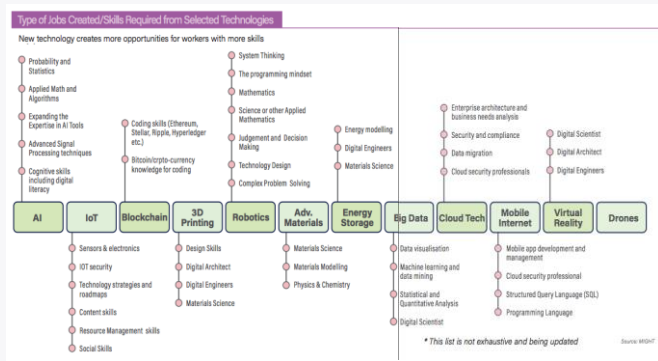 Type of Jobs Created/Skills Required from Selected Technologies
New technology creates more opportunities for workers with more skills
Probability and
Statistics
Applied Math and
Algorithms
Expanding the
Expertise in AI Tools
Advanced Signal
Processing techniques
Cognitive skills
including digital
literacy
Coding skills (Ethereum,
Stellar, Ripple, Hyperledger
etc.)
Bitcoin/crpto-currency
knowledge for coding
System Thinking
The programming mindset
Mathematics
Science or other Applied
Mathematics
Judgement and Decision
Making
Technology Design
Complex Problem Solving
Energy modelling
Digital Engineers
Materials Science
Enterprise architecture and
business needs analysis
Security and compliance
Data migration
Cloud security professionals
Digital Scientist
Digital Architect
Digital Engineers
AI
IoT
Blockchain
3D
Printing
Robotics
Adv.
Materials
Energy
Storage
Big Data
Cloud Tech
Mobile
Internet
Virtual
Reality
Drones
Sensors & electronics
IOT security
Technology strategies and
roadmaps
Content skills
Resource Management skills
Social Skills
Design Skills
Digital Architect
Digital Engineers
Materials Science
Materials Science
Materials Modelling
Physics & Chemistry
Data visualisation
Machine learning and
data mining
Statistical and
Quantitative Analysis
Digital Scientist
Mobile app development and
management
Cloud security professional
Structured Query Language (SQL)
Programming Language
* This list is not exhaustive and being updated
Source: MIGHT